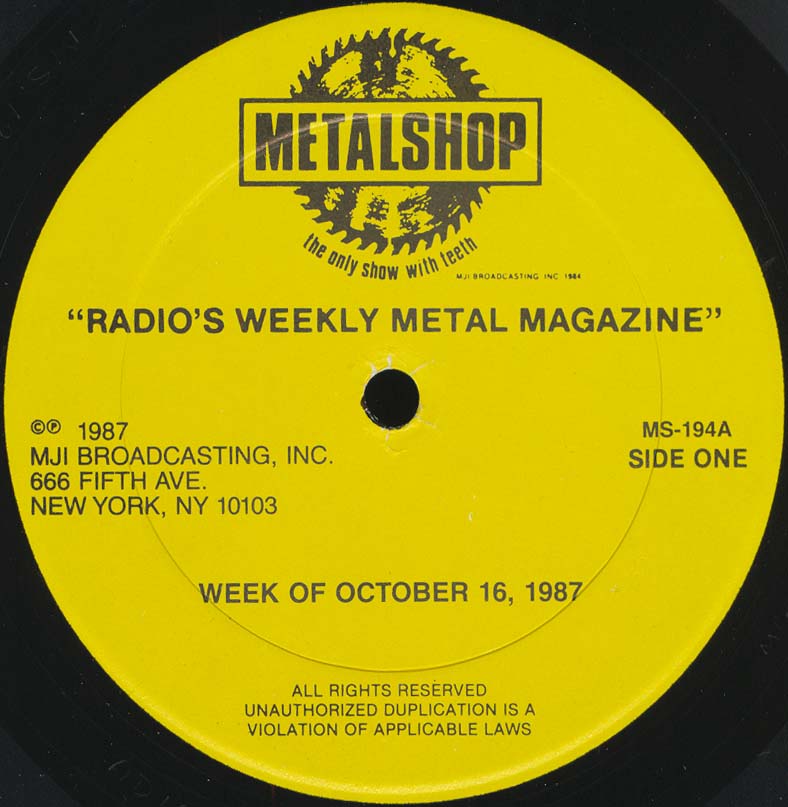 METALSHOP
the only show with teeth
MJI BROADCASTING INC 1984
"RADIO'S WEEKLY METAL MAGAZINE"
©℗ 1987
MJI BROADCASTING, INC.
666 FIFTH AVE.
NEW YORK, NY 10103
MS-194A
SIDE ONE
WEEK OF OCTOBER 16, 1987
ALL RIGHTS RESERVED
UNAUTHORIZED DUPLICATION IS A
VIOLATION OF APPLICABLE LAWS